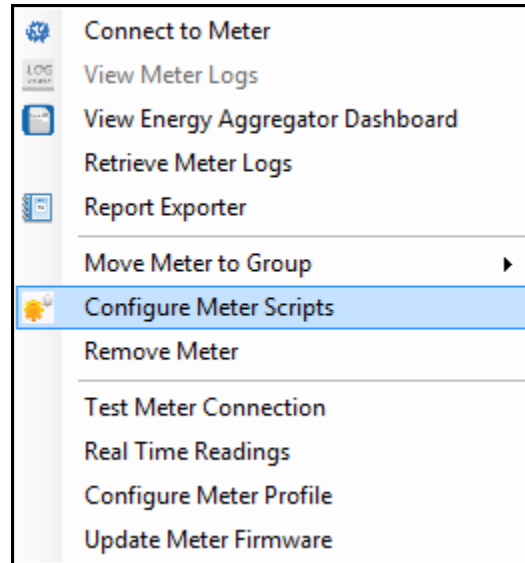 Connect to Meter
LOG
View Meter Logs
View Energy Aggregator Dashboard
Retrieve Meter Logs
Report Exporter
Move Meter to Group
Configure Meter Scripts
Remove Meter
Test Meter Connection
Real Time Readings
Configure Meter Profile
Update Meter Firmware